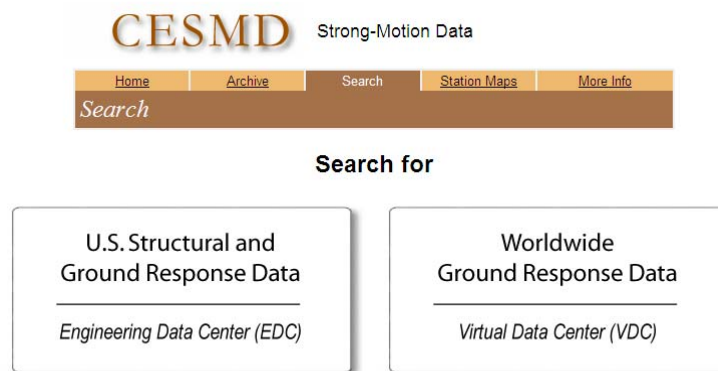 CESMD Strong-Motion Data
Home Archive Search Station Maps More Info
Search
Search for
U.S. Structural and
Ground Response Data
Engineering Data Center (EDC)
Worldwide
Ground Response Data
Virtual Data Center (VDC)